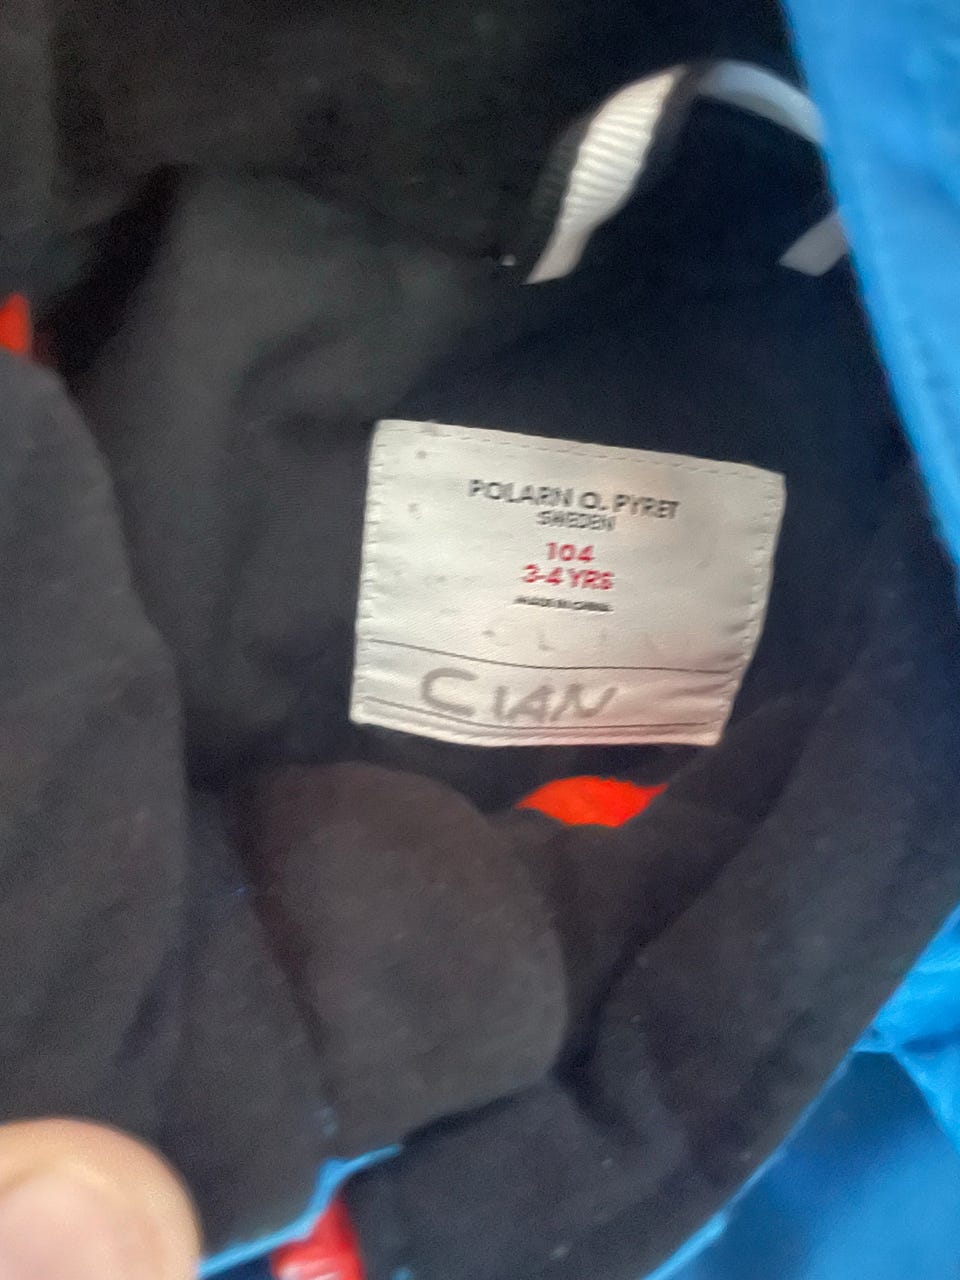 POLARN O. PYRET
SWEDEN
104
3-4 YRS
MADE IN CHINA
CIAN